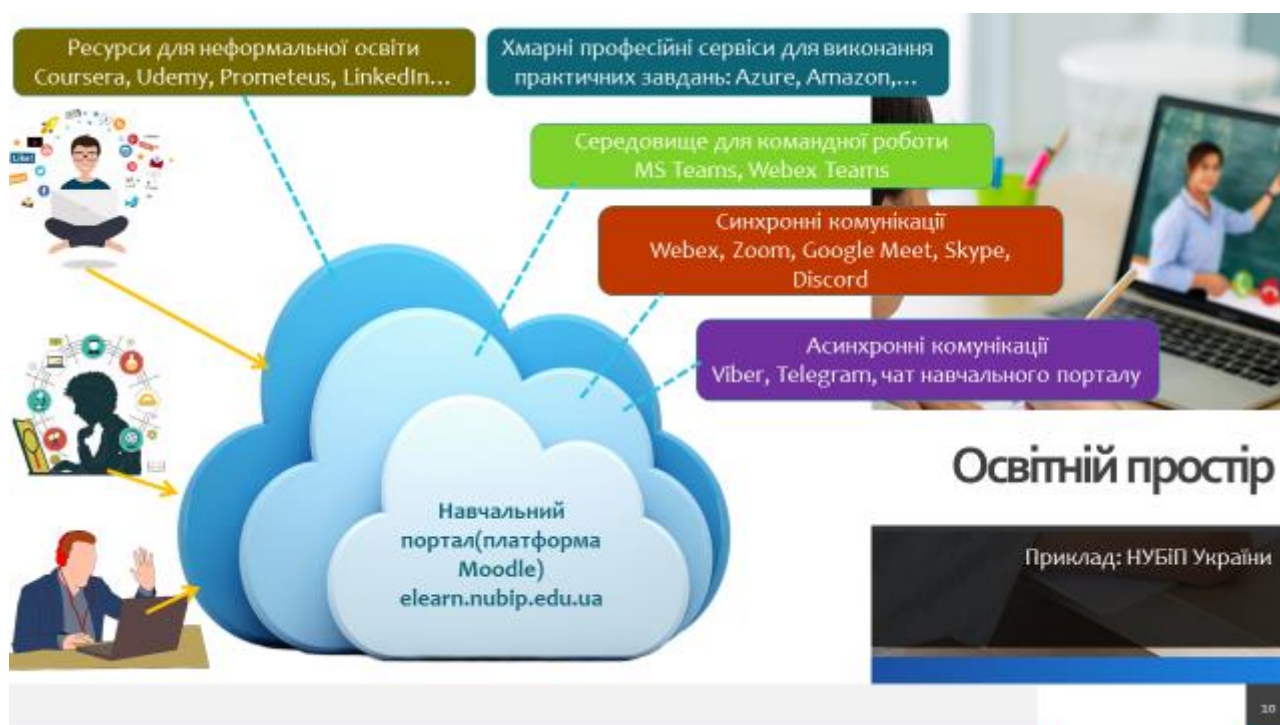 Ресурси для неформальної освіти
Coursera, Udemy, Prometeus, LinkedIn...
Хмарні професійні сервіси для виконання
практичних завдань: Azure, Amazon,...
Середовище для командної роботи
MS Teams, Webex Teams
Синхронні комунікації
Webex, Zoom, Google Meet, Skype,
Discord
Асинхронні комунікації
Viber, Telegram, чат навчального порталу
Like!
Освітній простір
Навчальний
портал(платформа
Moodle)
elearn.nubip.edu.ua
Приклад: НУБіП України
20